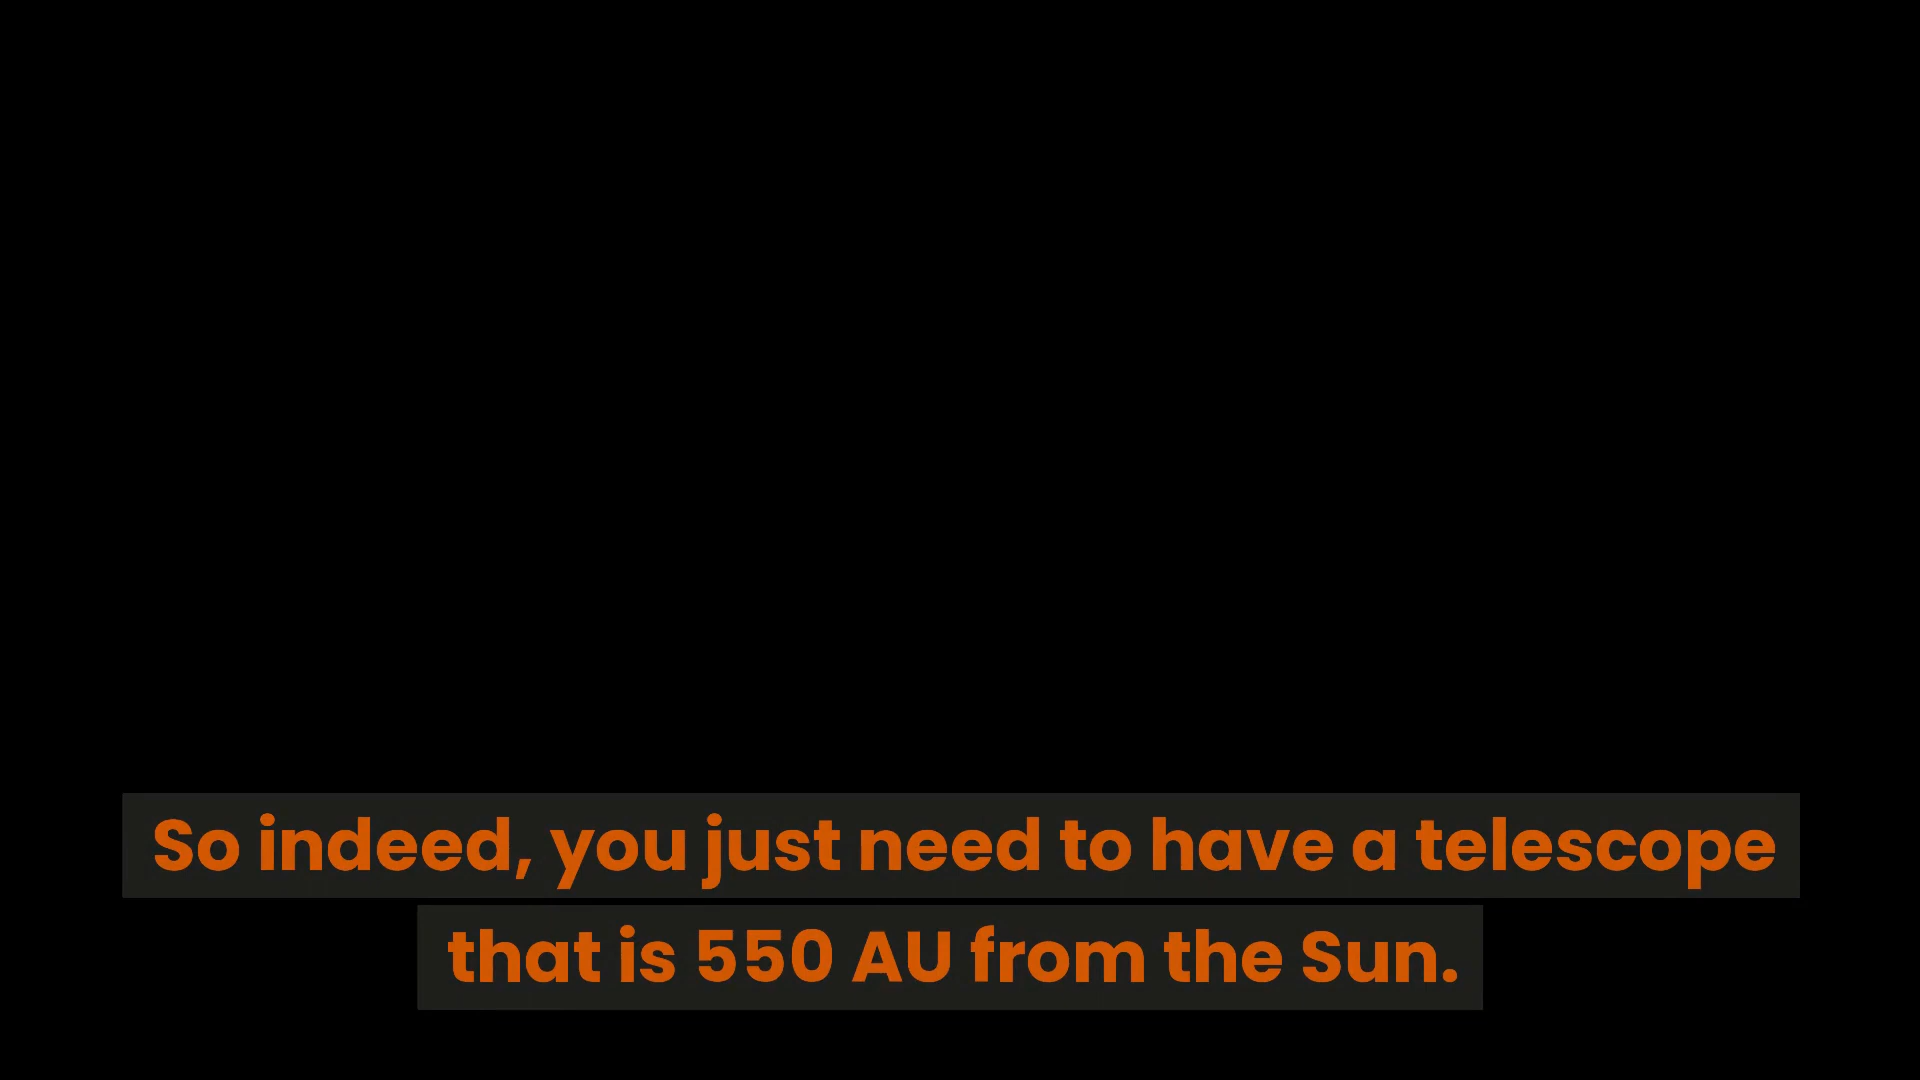 So indeed, you just need to have a telescope
that is 550 AU from the Sun.